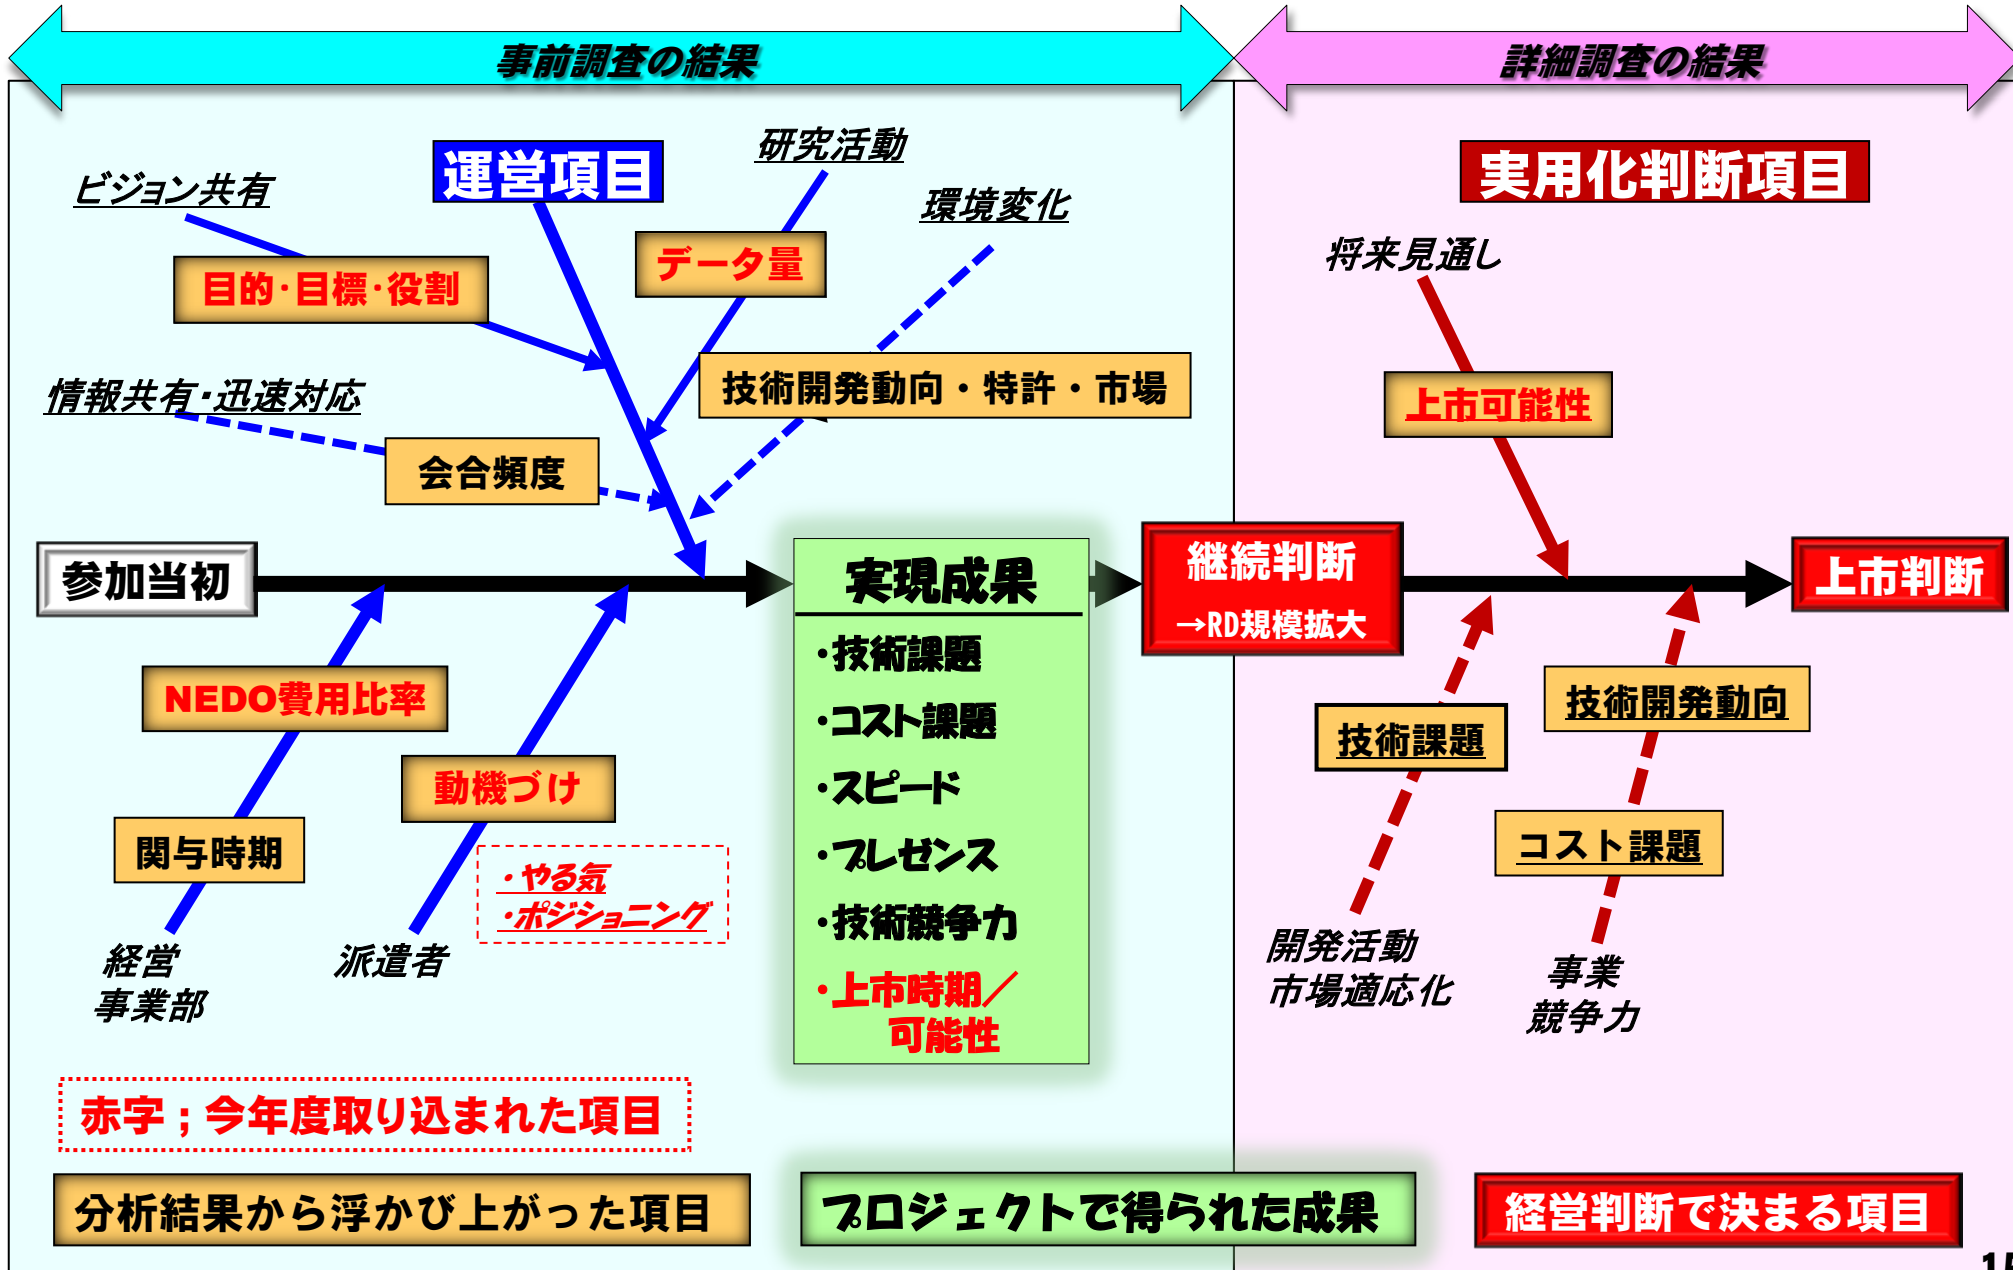 事前調査の結果
詳細調査の結果
運営項目
研究活動
ビジョン共有
環境変化
目的・目標・役割
データ量
技術開発動向・特許・市場
情報共有・迅速対応
会合頻度
参加当初
NEDO費用比率
動機づけ
関与時期
・やる気
・ポジショニング
経営
事業部
派遣者
実現成果
・技術課題
・コスト課題
・スピード
・プレゼンス
・技術競争力
・上市時期／
可能性
継続判断
→RD規模拡大
実用化判断項目
将来見通し
上市可能性
上市判断
技術課題
技術開発動向
コスト課題
開発活動
市場適応化
事業
競争力
赤字；今年度取り込まれた項目
分析結果から浮かび上がった項目
プロジェクトで得られた成果
経営判断で決まる項目